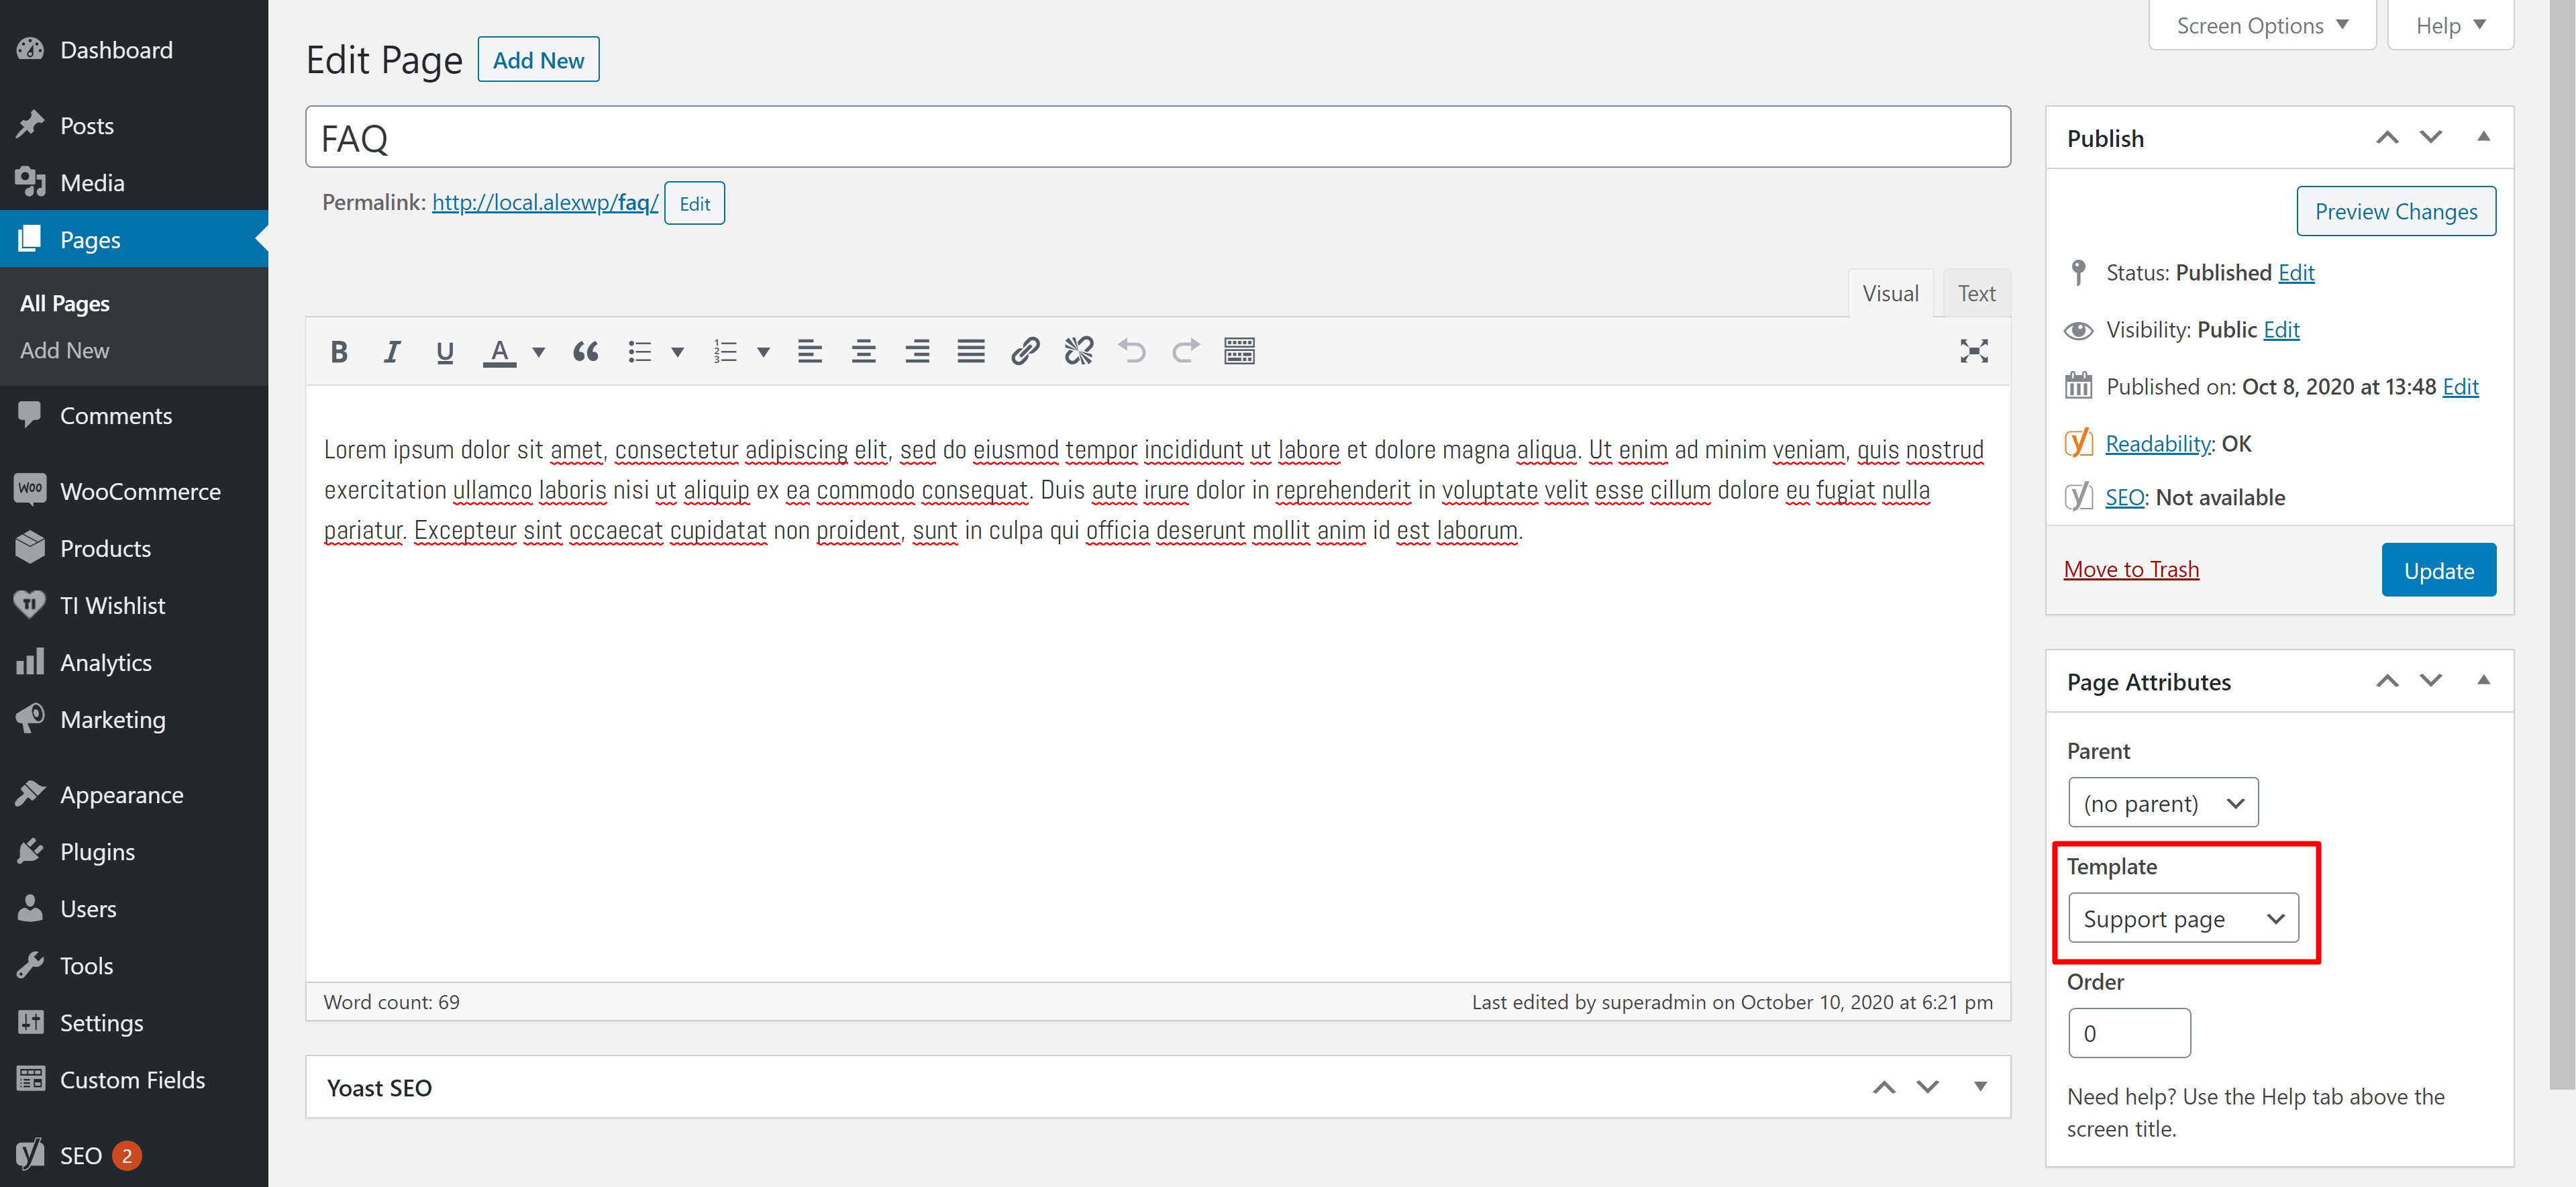 Dashboard
Posts
Media
Pages
All Pages
Add New
Comments
WOO WooCommerce
Products
TI TI Wishlist
Analytics
Marketing
Appearance
Plugins
Users
Tools
Settings
Custom Fields
SEO 2
Screen Options
Help
Edit Page
Add New
FAQ
Permalink: http://local.alexwp/faq/ Edit
Visual Text
B I U A
Lorem ipsum dolor sit amet, consectetur adipiscing elit, sed do eiusmod tempor incididunt ut labore et dolore magna aliqua. Ut enim ad minim veniam, quis nostrud
exercitation ullamco laboris nisi ut aliquip ex ea commodo consequat. Duis aute irure dolor in reprehenderit in voluptate velit esse cillum dolore eu fugiat nulla
pariatur. Excepteur sint occaecat cupidatat non proident, sunt in culpa qui officia deserunt mollit anim id est laborum.
Word count: 69
Last edited by superadmin on October 10, 2020 at 6:21 pm
Yoast SEO
Publish
Preview Changes
Status: Published Edit
Visibility: Public Edit
Published on: Oct 8, 2020 at 13:48 Edit
Readability: OK
SEO: Not available
Move to Trash
Update
Page Attributes
Parent
(no parent)
Template
Support page
Order
0
Need help? Use the Help tab above the
screen title.